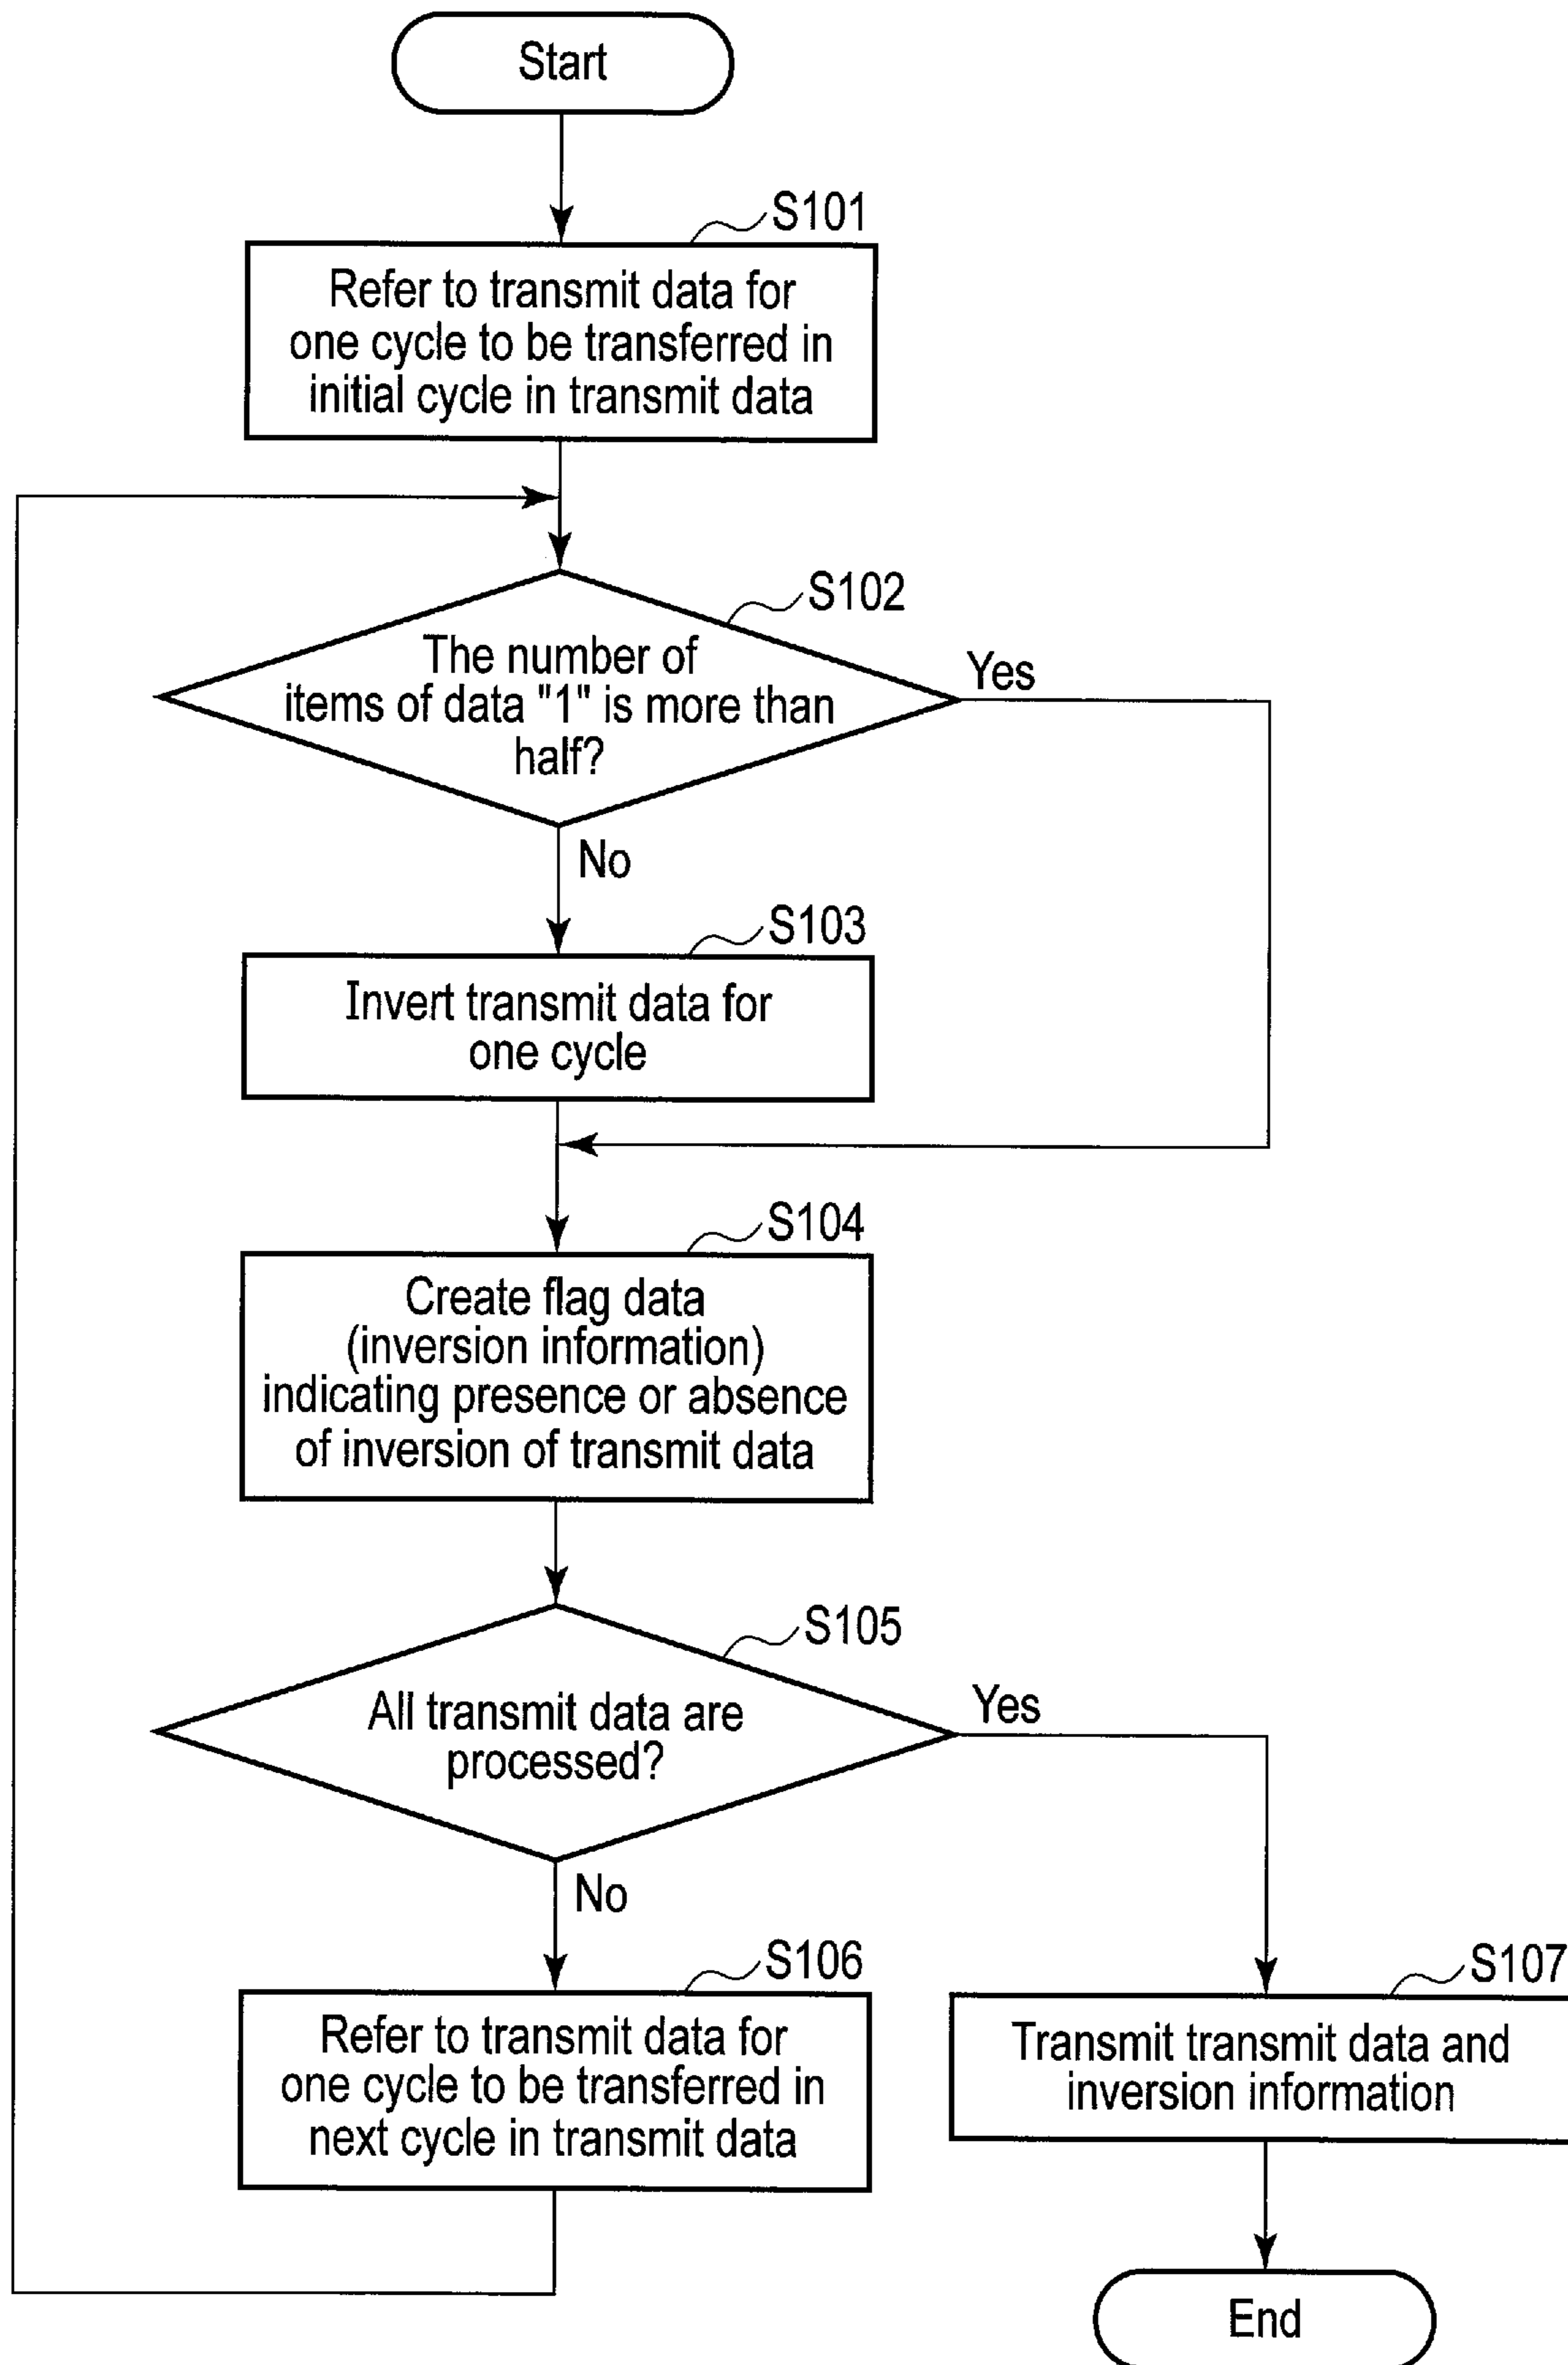 Start
S101
Refer to transmit data for
one cycle to be transferred in
initial cycle in transmit data
S102
The number of
items of data "1" is more than
half?
Yes
No
S103
Invert transmit data for
one cycle
S104
Create flag data
(inversion information)
indicating presence or absence
of inversion of transmit data
S105
All transmit data are
processed?
Yes
No
S106
Refer to transmit data for
one cycle to be transferred in
next cycle in transmit data
S107
Transmit transmit data and
inversion information
End